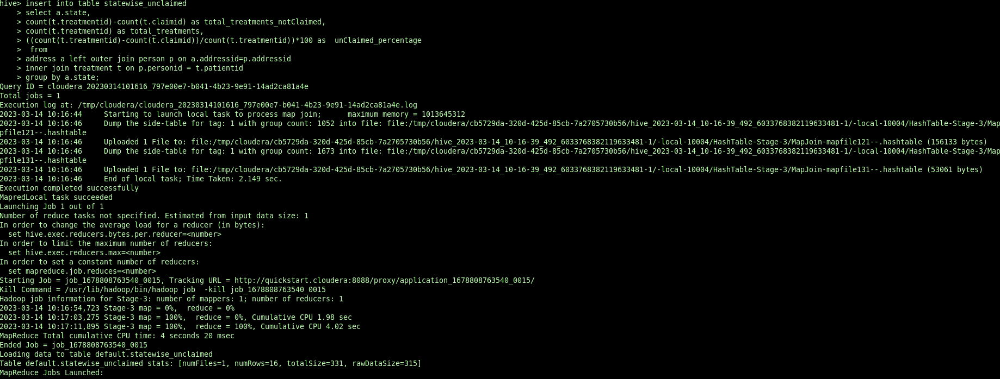 hive> insert into table statewise_unclaimed
    > select a.state,
    > count(t.treatmentid)-count(t.claimid) as total_treatments_notClaimed,
    > count(t.treatmentid) as total_treatments,
    > ((count(t.treatmentid)-count(t.claimid))/count(t.treatmentid))*100 as  unClaimed_percentage
    >  from
    > address a left outer join person p on a.addressid=p.addressid
    > inner join treatment t on p.personid = t.patientid
    > group by a.state;
Query ID = cloudera_20230314101616_797e00e7-b041-4b23-9e91-14ad2ca81a4e
Total jobs = 1
Execution log at: /tmp/cloudera/cloudera_20230314101616_797e00e7-b041-4b23-9e91-14ad2ca81a4e.log
2023-03-14 10:16:44     Starting to launch local task to process map join;      maximum memory = 1013645312
2023-03-14 10:16:46     Dump the side-table for tag: 1 with group count: 1052 into file: file:/tmp/cloudera/cb5729da-320d-425d-85cb-7a2705730b56/hive_2023-03-14_10-16-39_492_6033768382119633481-1/-local-10004/HashTable-Stage-3/Map
pfile121--.hashtable
2023-03-14 10:16:46     Uploaded 1 File to: file:/tmp/cloudera/cb5729da-320d-425d-85cb-7a2705730b56/hive_2023-03-14_10-16-39_492_6033768382119633481-1/-local-10004/HashTable-Stage-3/MapJoin-mapfile121--.hashtable (156133 bytes)
2023-03-14 10:16:46     Dump the side-table for tag: 1 with group count: 1673 into file: file:/tmp/cloudera/cb5729da-320d-425d-85cb-7a2705730b56/hive_2023-03-14_10-16-39_492_6033768382119633481-1/-local-10004/HashTable-Stage-3/Map
pfile131--.hashtable
2023-03-14 10:16:46     Uploaded 1 File to: file:/tmp/cloudera/cb5729da-320d-425d-85cb-7a2705730b56/hive_2023-03-14_10-16-39_492_6033768382119633481-1/-local-10004/HashTable-Stage-3/MapJoin-mapfile131--.hashtable (53061 bytes)
2023-03-14 10:16:46     End of local task; Time Taken: 2.149 sec.
Execution completed successfully
MapredLocal task succeeded
Launching Job 1 out of 1
Number of reduce tasks not specified. Estimated from input data size: 1
In order to change the average load for a reducer (in bytes):
  set hive.exec.reducers.bytes.per.reducer=<number>
In order to limit the maximum number of reducers:
  set hive.exec.reducers.max=<number>
In order to set a constant number of reducers:
  set mapreduce.job.reduces=<number>
Starting Job = job_1678808763540_0015, Tracking URL = http://quickstart.cloudera:8088/proxy/application_1678808763540_0015/
Kill Command = /usr/lib/hadoop/bin/hadoop job  -kill job_1678808763540_0015
Hadoop job information for Stage-3: number of mappers: 1; number of reducers: 1
2023-03-14 10:16:54,723 Stage-3 map = 0%,  reduce = 0%
2023-03-14 10:17:03,275 Stage-3 map = 100%,  reduce = 0%, Cumulative CPU 1.98 sec
2023-03-14 10:17:11,895 Stage-3 map = 100%,  reduce = 100%, Cumulative CPU 4.02 sec
MapReduce Total cumulative CPU time: 4 seconds 20 msec
Ended Job = job_1678808763540_0015
Loading data to table default.statewise_unclaimed
Table default.statewise_unclaimed stats: [numFiles=1, numRows=16, totalSize=331, rawDataSize=315]
MapReduce Jobs Launched: